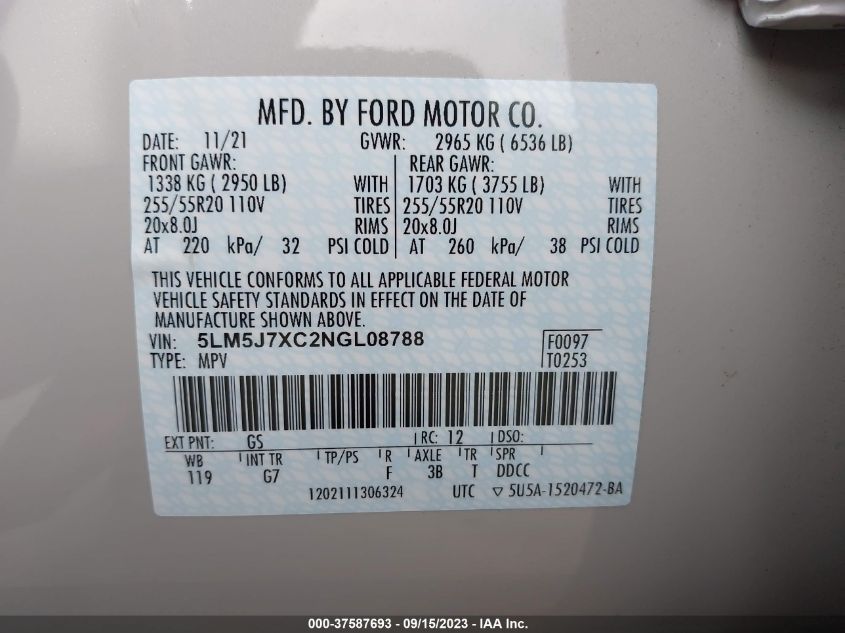 MFD. BY FORD MOTOR CO.
DATE: 11/21 GVWR: 2965 KG ( 6536 LB)
FRONT GAWR: REAR GAWR:
1338 KG ( 2950 LB) WITH 1703 KG ( 3755 LB) WITH
255/55R20 110V TIRES 255/55R20 110V TIRES
20x8.0J RIMS 20x8.0J RIMS
AT 220 kPa/ 32 PSI COLD AT 260 kPa/ 38 PSI COLD
THIS VEHICLE CONFORMS TO ALL APPLICABLE FEDERAL MOTOR
VEHICLE SAFETY STANDARDS IN EFFECT ON THE DATE OF
MANUFACTURE SHOWN ABOVE.
VIN: 5LM5J7XC2NGL08788 F0097
TYPE: MPV T0253
EXT PNT: GS RC: 12 DSO:
WB INT TR TP/PS R AXLE TR SPR
119 G7 F 3B T DDCC
1202111306324 UTC ▽ 5U5A-1520472-BA
000-37587693 - 09/15/2023 - IAA Inc.